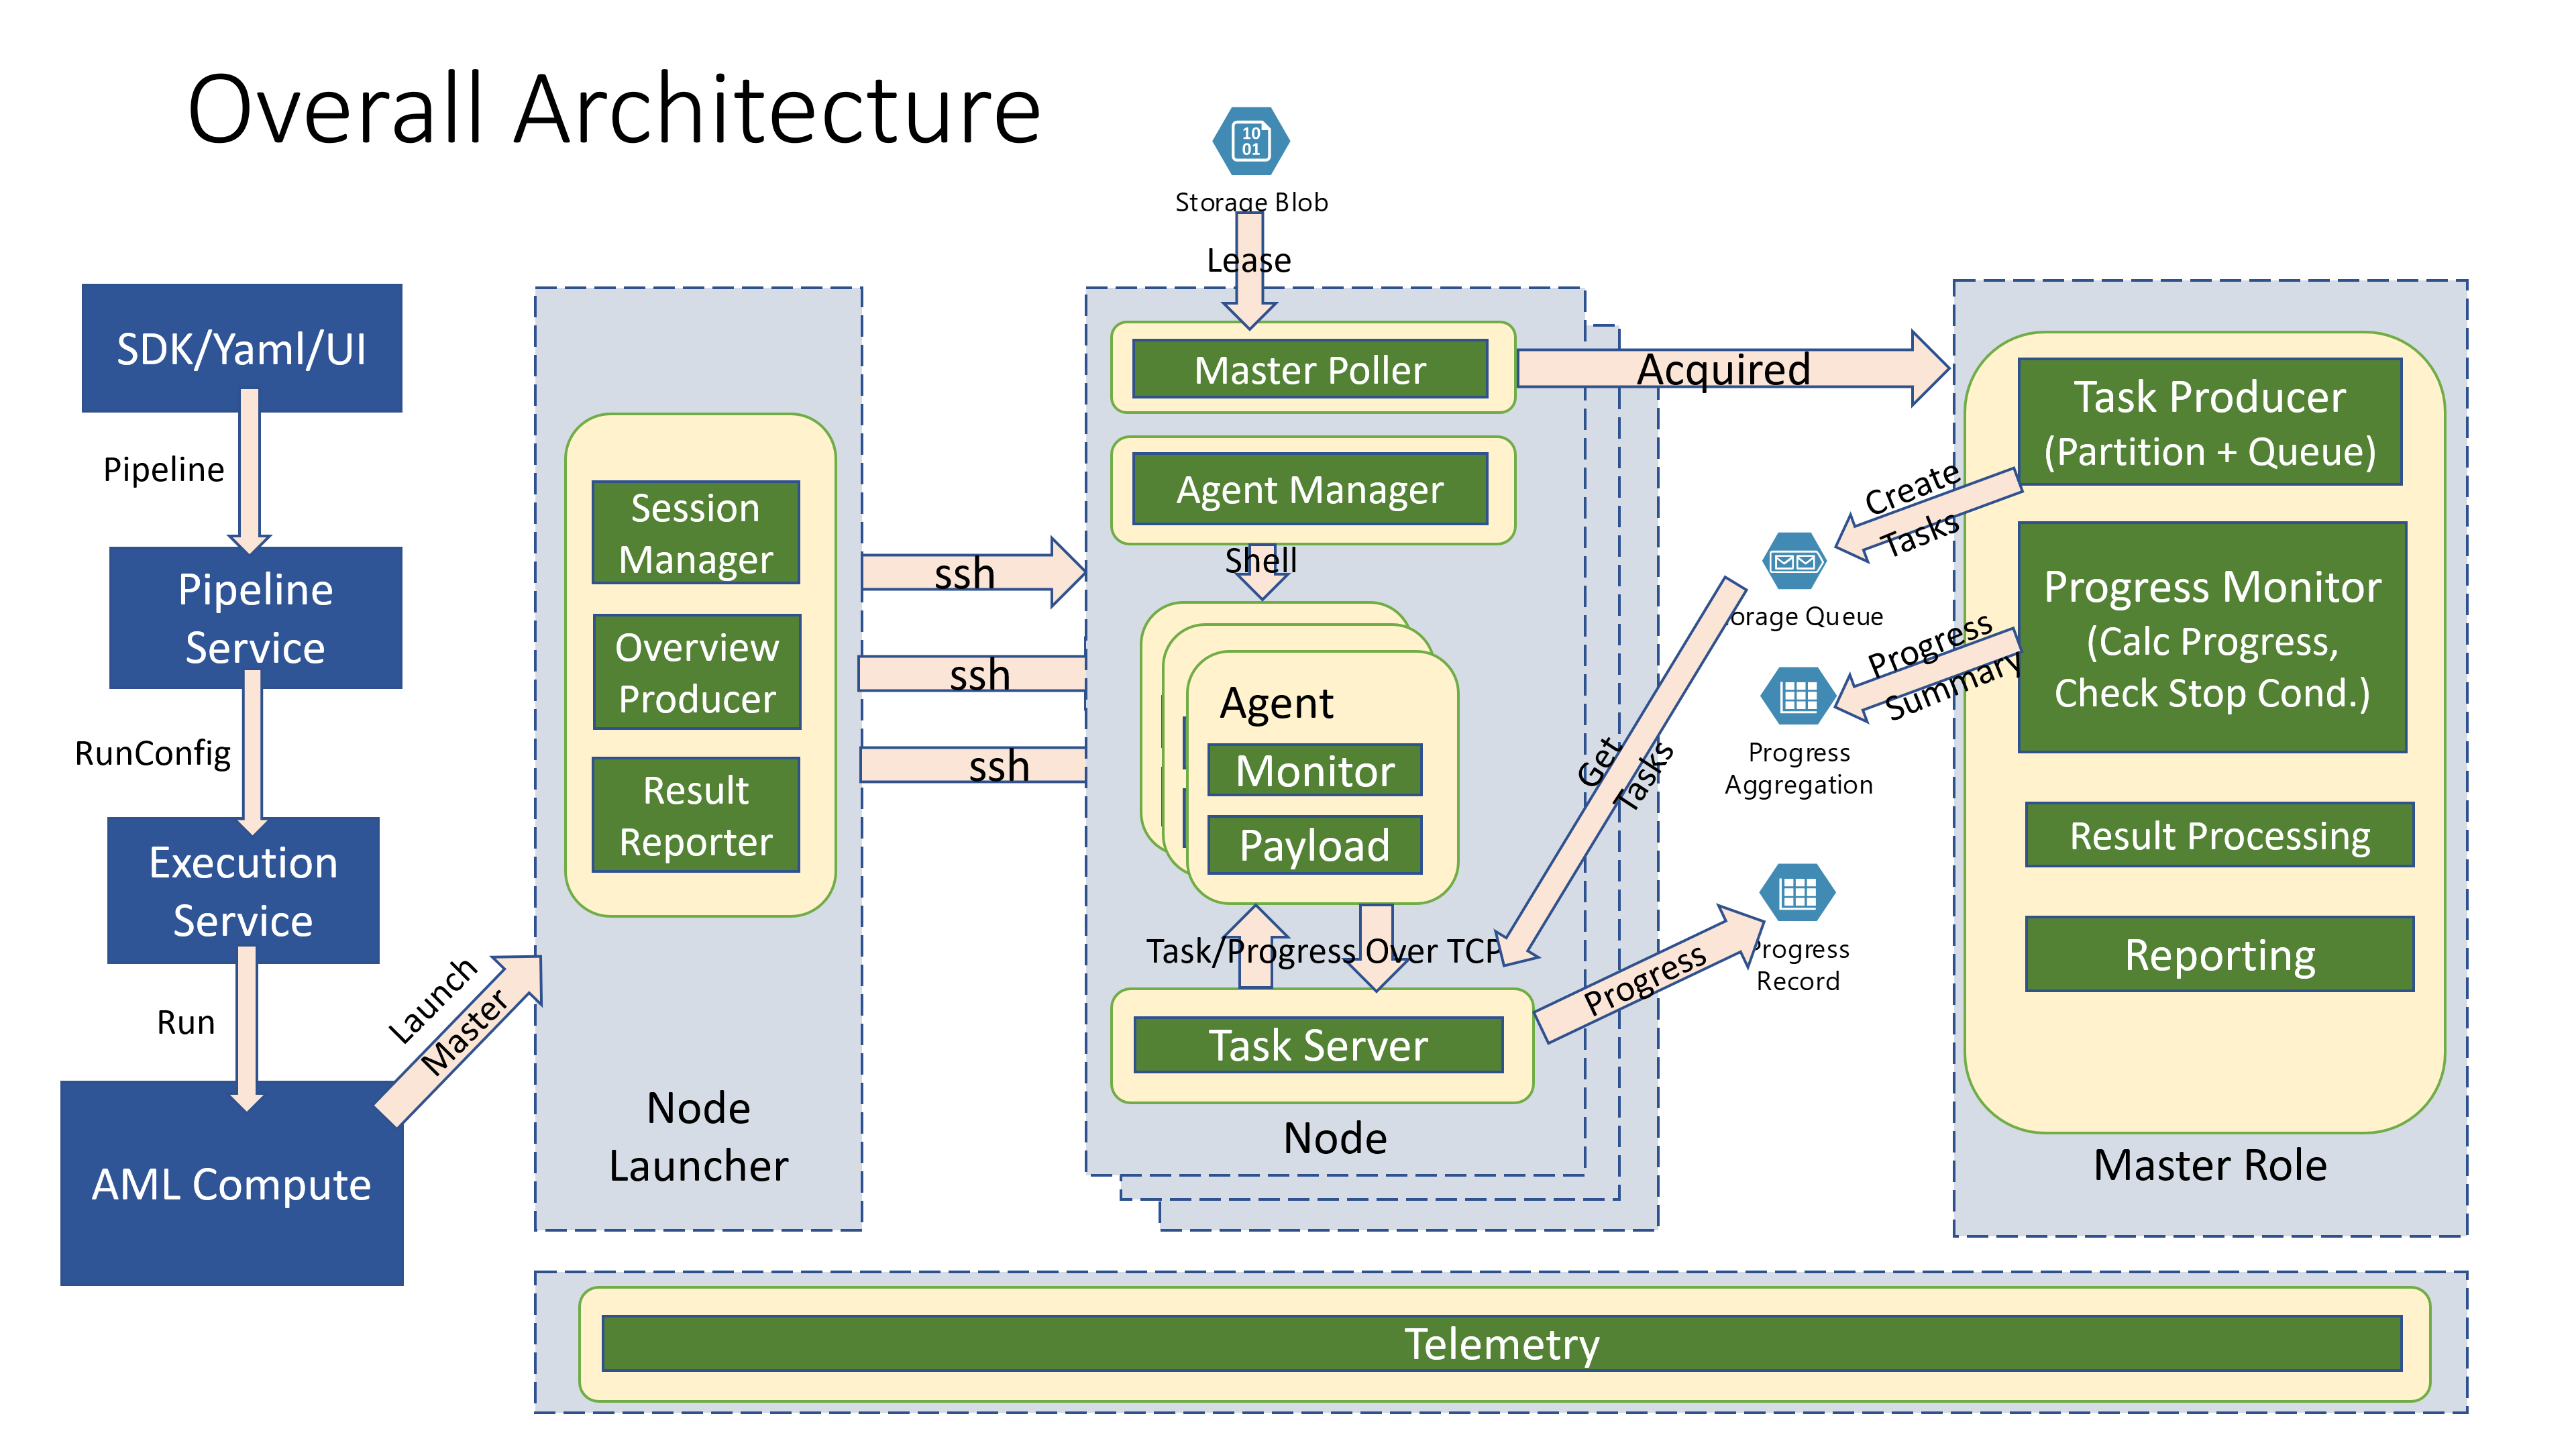 Overall Architecture
10
01
Storage Blob
Lease
SDK/Yaml/UI
Pipeline
Pipeline
Service
RunConfig
Execution
Service
Run
AML Compute
Launch
Master
Session
Manager
Overview
Producer
Result
Reporter
Node
Launcher
ssh
ssh
ssh
Master Poller
Agent Manager
Shell
Agent
Monitor
Payload
Task/Progress Over TCP
Task Server
Node
Acquired
Get
Tasks
Progress
Create
Tasks
orage Queue
Progress
Summary
Progress
Aggregation
Progress
Record
Task Producer
(Partition + Queue)
Progress Monitor
(Calc Progress,
Check Stop Cond.)
Result Processing
Reporting
Master Role
Telemetry